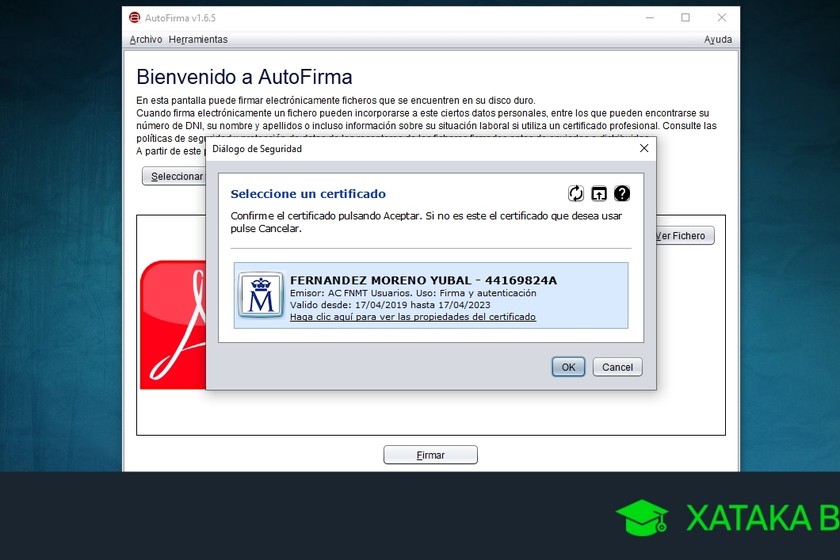 AutoFirma v1.6.5
Archivo Herramientas Ayuda
Bienvenido a AutoFirma
En esta pantalla puede firmar electrónicamente ficheros que se encuentren en su disco duro.
Cuando firma electrónicamente un fichero pueden incorporarse a este ciertos datos personales, entre los que pueden encontrarse su
número de DNI, su nombre y apellidos o incluso información sobre su situación laboral si utiliza un certificado profesional. Consulte las
políticas de
A partir de este
Seleccionar
Diálogo de Seguridad
Seleccione un certificado
Confirme el certificado pulsando Aceptar. Si no es este el certificado que desea usar
pulse Cancelar.
Ver Fichero
FERNANDEZ MORENO YUBAL - 44169824A
Emisor: AC FNMT Usuarios. Uso: Firma y autenticación
Valido desde: 17/04/2019 hasta 17/04/2023
Haga clic aquí para ver las propiedades del certificado
OK Cancel
Firmar
XATAKA B